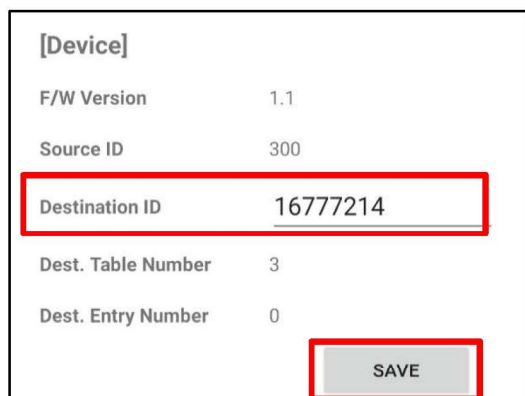 [Device]
F/W Version 1.1
Source ID 300
Destination ID 16777214
Dest. Table Number 3
Dest. Entry Number 0
SAVE